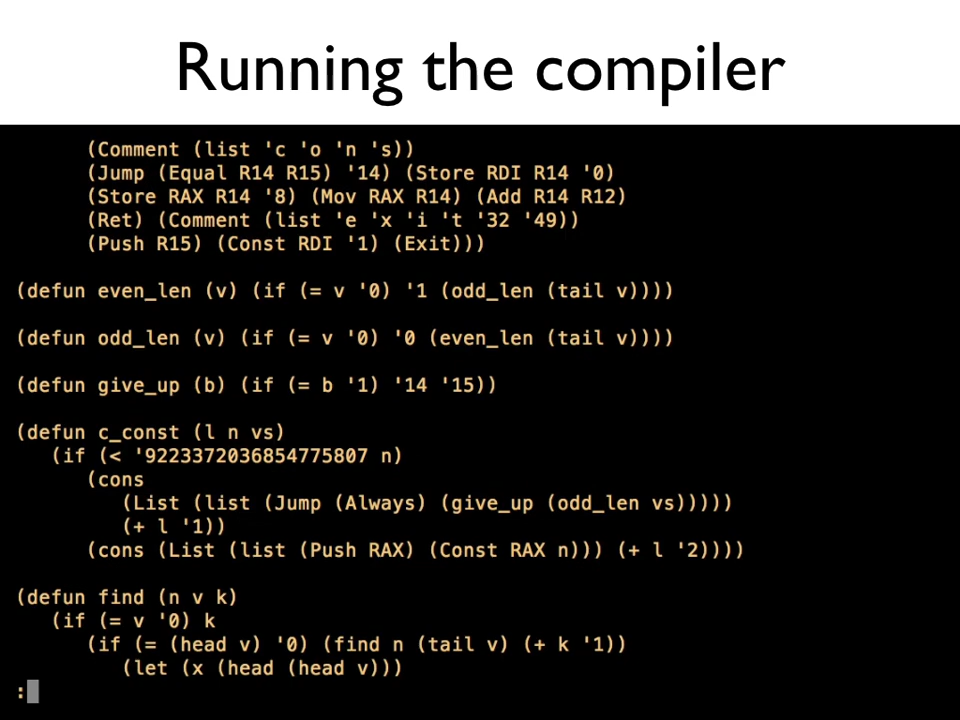 Running the compiler
(Comment (list 'c 'o 'n 's))
(Jump (Equal R14 R15) '14) (Store RDI R14 '0)
(Store RAX R14 '8) (Mov RAX R14) (Add R14 R12)
(Ret) (Comment (list 'e 'x 'i 't '32 '49))
(Push R15) (Const RDI '1) (Exit)))
(defun even_len (v) (if (= v '0) '1 (odd_len (tail v))))
(defun odd_len (v) (if (= v '0) '0 (even_len (tail v))))
(defun give_up (b) (if (= b '1) '14 '15))
(defun c_const (l n vs)
(if (< '9223372036854775807 n)
(cons
(List (list (Jump (Always) (give_up (odd_len vs)))))
(+ l '1))
(cons (List (list (Push RAX) (Const RAX n))) (+ l '2))))
(defun find (n v k)
(if (= v '0) k
(if (= (head v) '0) (find n (tail v) (+ k '1))
(let (x (head (head v)))
: